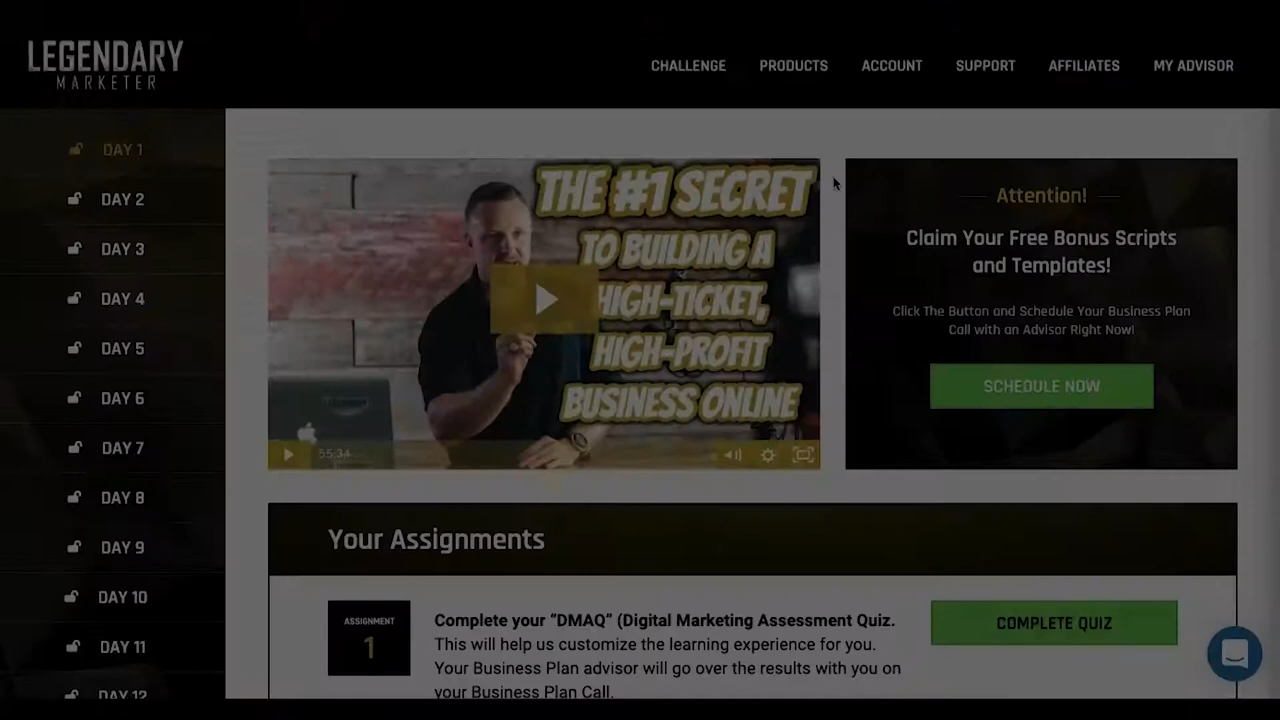 LEGENDARY
MARKETER
CHALLENGE
PRODUCTS
ACCOUNT
SUPPORT
AFFILIATES
MY ADVISOR
DAY 1
DAY 2
DAY 3
DAY 4
DAY 5
DAY 6
DAY 7
DAY 8
DAY 9
DAY 10
DAY 11
DAY 12
THE #1 SECRET
TO BUILDING A
HIGH-TICKET,
HIGH-PROFIT
BUSINESS ONLINE
55:34
Attention!
Claim Your Free Bonus Scripts
and Templates!
Click The Button and Schedule Your Business Plan
Call with an Advisor Right Now!
SCHEDULE NOW
Your Assignments
ASSIGNMENT
1
Complete your “DMAQ” (Digital Marketing Assessment Quiz.
This will help us customize the learning experience for you.
Your Business Plan advisor will go over the results with you on
your Business Plan Call.
COMPLETE QUIZ